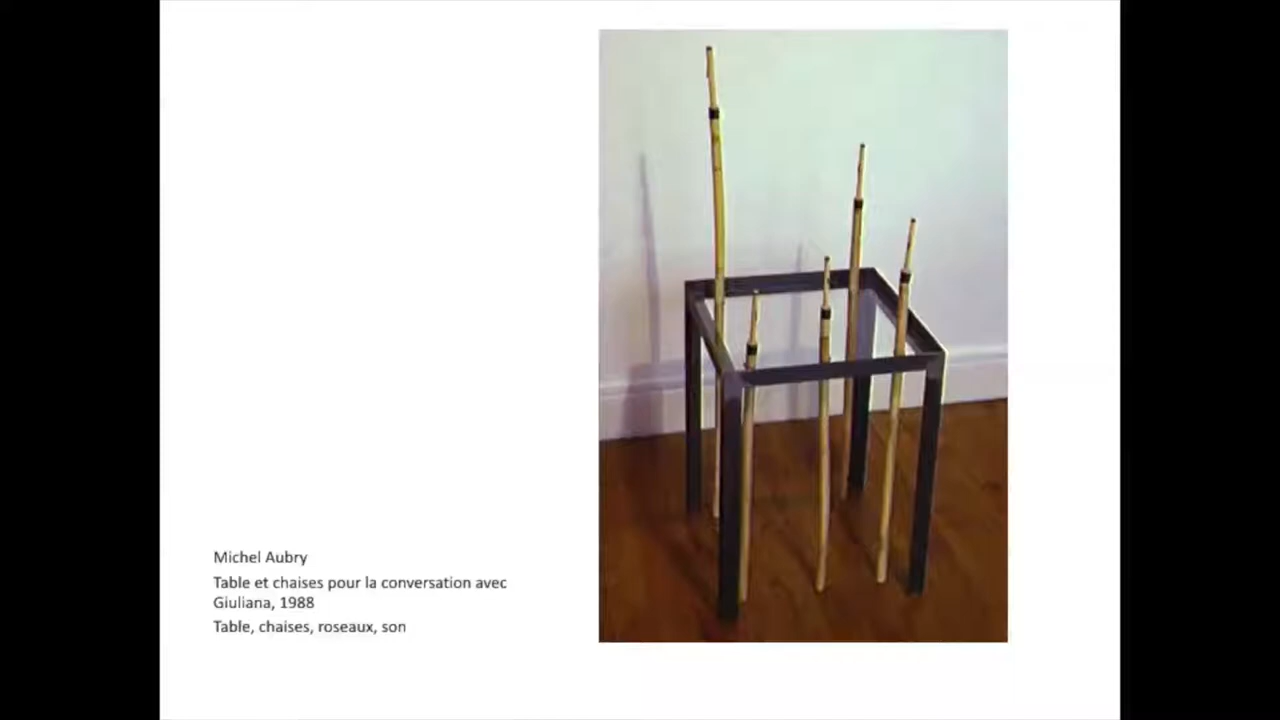 Michel Aubry
Table et chaises pour la conversation avec
Giuliana, 1988
Table, chaises, roseaux, son